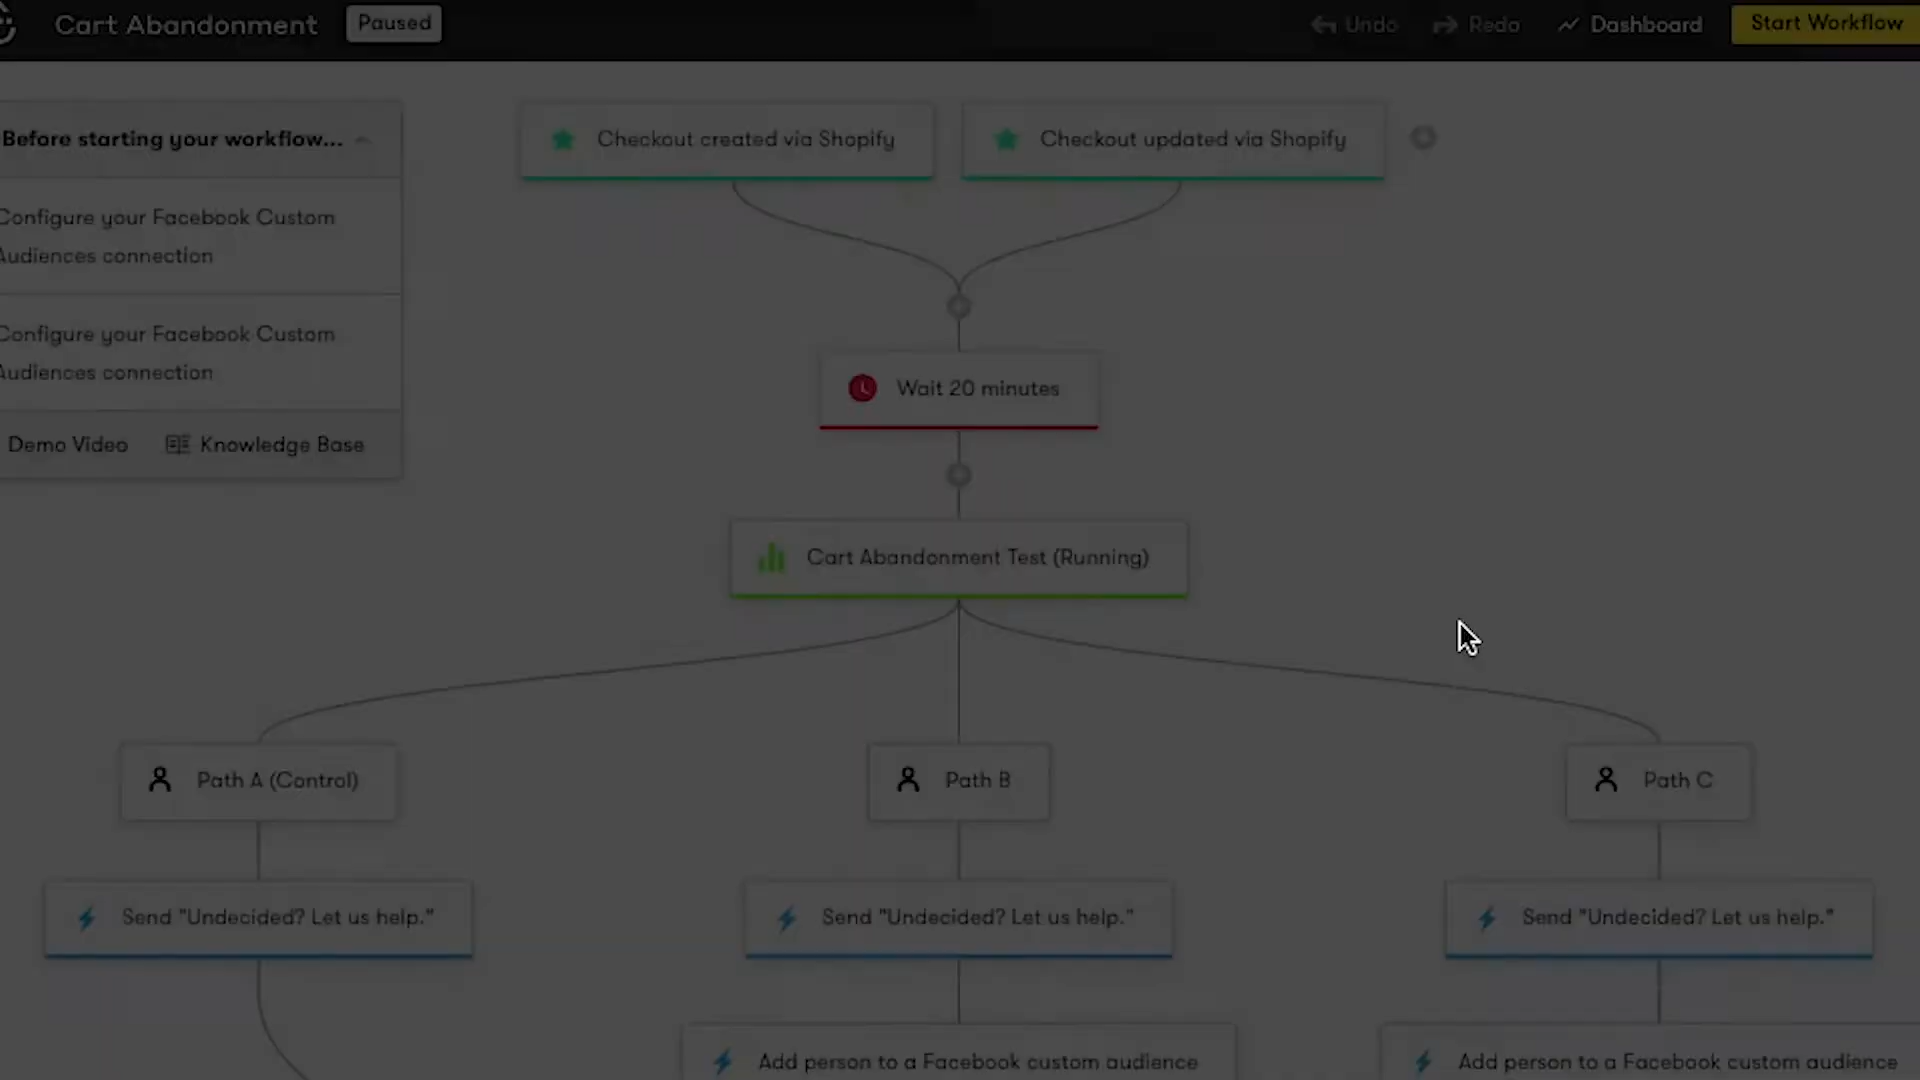 Cart Abandonment
Paused
Undo
Redo
Dashboard
Start Workflow
Before starting your workflow...
Configure your Facebook Custom
Audiences connection
Configure your Facebook Custom
Audiences connection
Demo Video
Knowledge Base
Checkout created via Shopify
Checkout updated via Shopify
Wait 20 minutes
Cart Abandonment Test (Running)
Path A (Control)
Path B
Path C
Send "Undecided? Let us help."
Send "Undecided? Let us help."
Send "Undecided? Let us help."
Add person to a Facebook custom audience
Add person to a Facebook custom audience